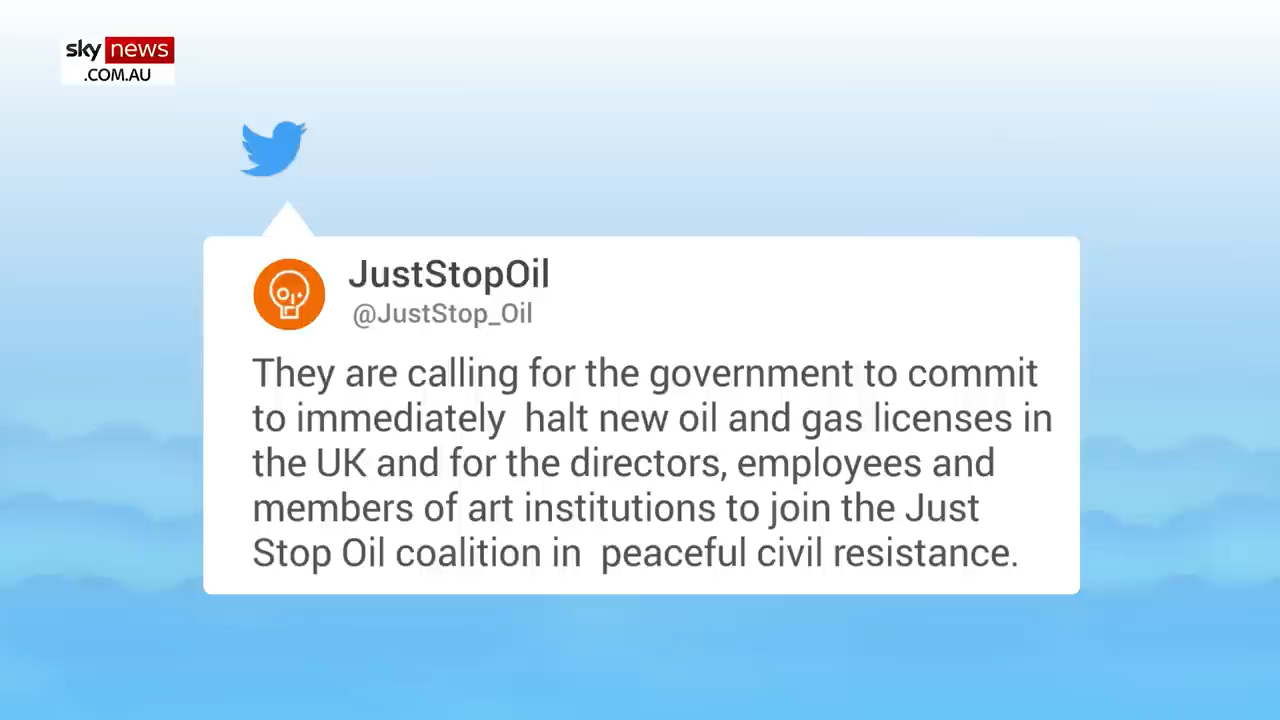 sky news
.COM.AU
JustStopOil
@JustStop_Oil
They are calling for the government to commit
to immediately  halt new oil and gas licenses in
the UK and for the directors, employees and
members of art institutions to join the Just
Stop Oil coalition in  peaceful civil resistance.